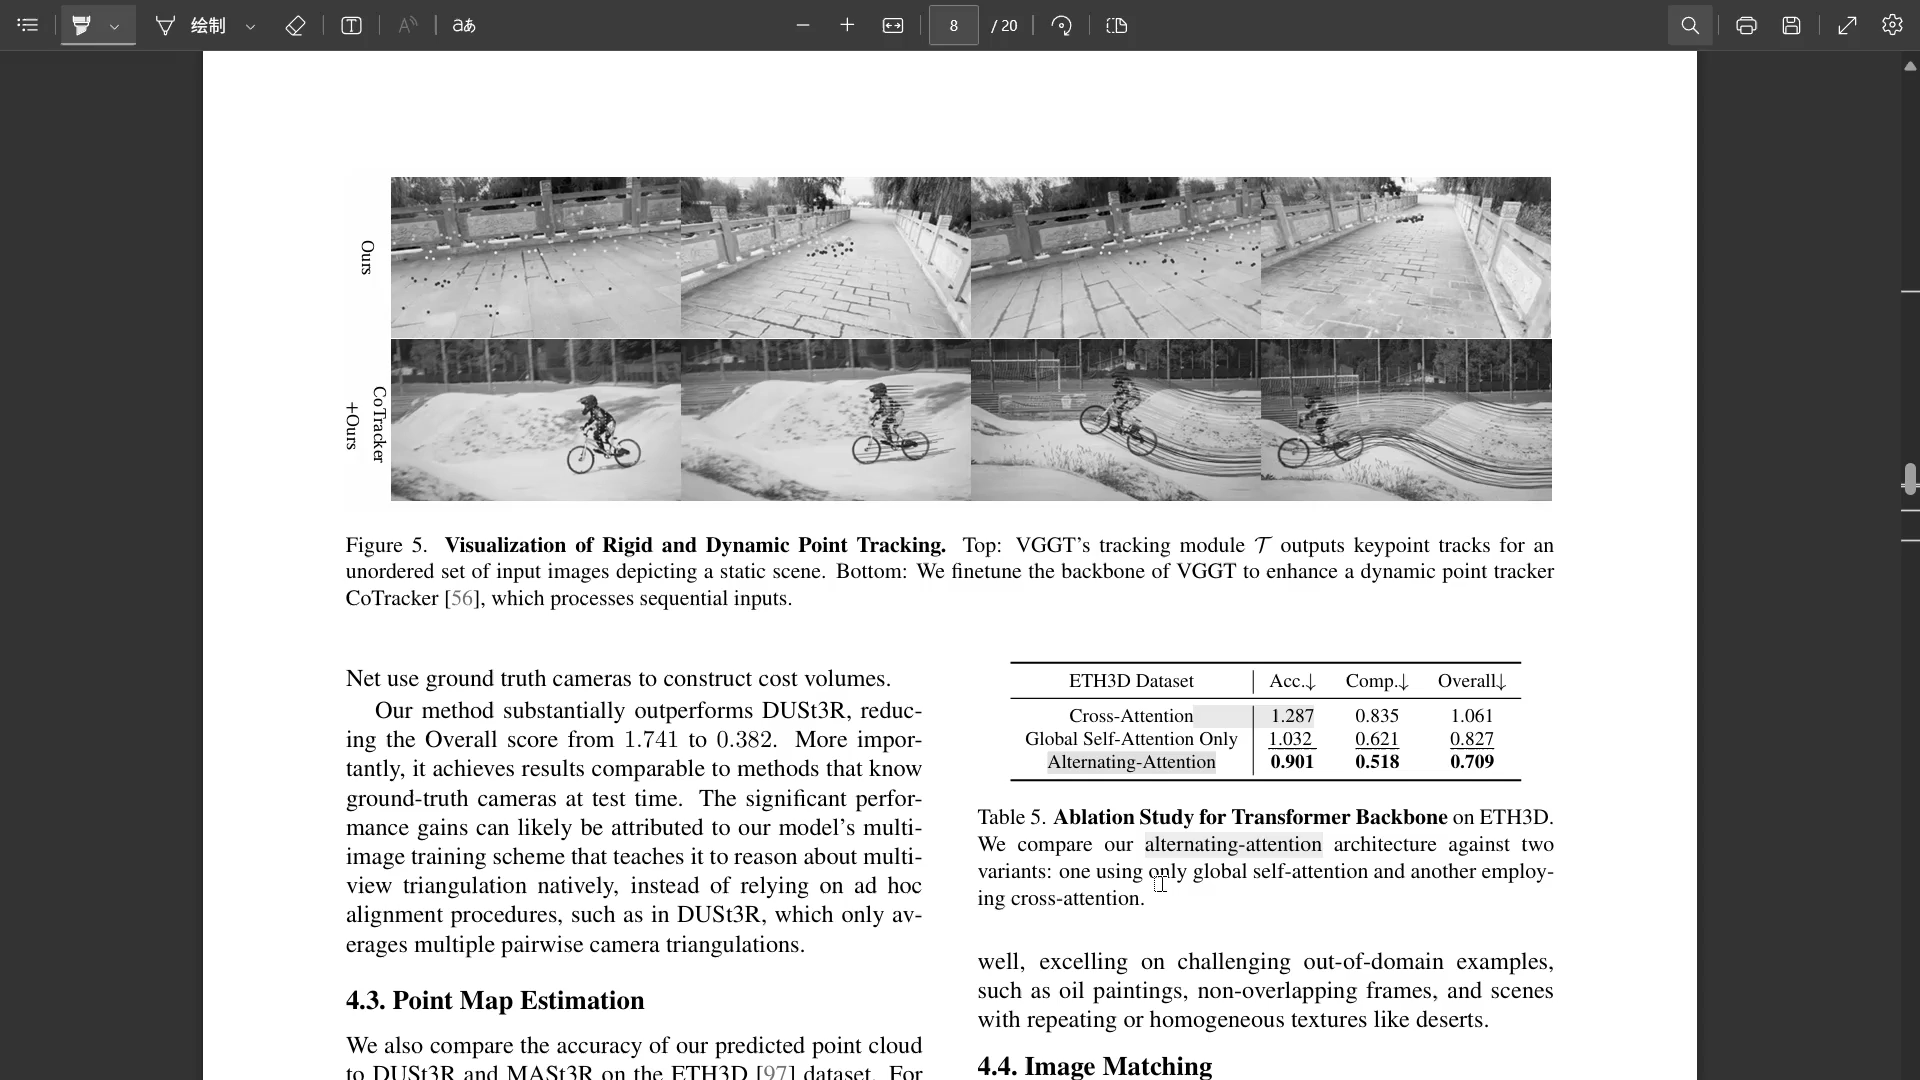 绘制
aあ
8 / 20
Ours
CoTracker
+Ours
Figure 5. Visualization of Rigid and Dynamic Point Tracking. Top: VGGT's tracking module 𝒯 outputs keypoint tracks for an
unordered set of input images depicting a static scene. Bottom: We finetune the backbone of VGGT to enhance a dynamic point tracker
CoTracker [56], which processes sequential inputs.
Net use ground truth cameras to construct cost volumes.
Our method substantially outperforms DUSt3R, reduc-
ing the Overall score from 1.741 to 0.382. More impor-
tantly, it achieves results comparable to methods that know
ground-truth cameras at test time. The significant perfor-
mance gains can likely be attributed to our model's multi-
image training scheme that teaches it to reason about multi-
view triangulation natively, instead of relying on ad hoc
alignment procedures, such as in DUSt3R, which only av-
erages multiple pairwise camera triangulations.
4.3. Point Map Estimation
We also compare the accuracy of our predicted point cloud
to DUSt3R and MASt3R on the ETH3D [97] dataset. For
ETH3D Dataset Acc.↓ Comp.↓ Overall↓
Cross-Attention 1.287 0.835 1.061
Global Self-Attention Only 1.032 0.621 0.827
Alternating-Attention 0.901 0.518 0.709
Table 5. Ablation Study for Transformer Backbone on ETH3D.
We compare our alternating-attention architecture against two
variants: one using only global self-attention and another employ-
ing cross-attention.
well, excelling on challenging out-of-domain examples,
such as oil paintings, non-overlapping frames, and scenes
with repeating or homogeneous textures like deserts.
4.4. Image Matching